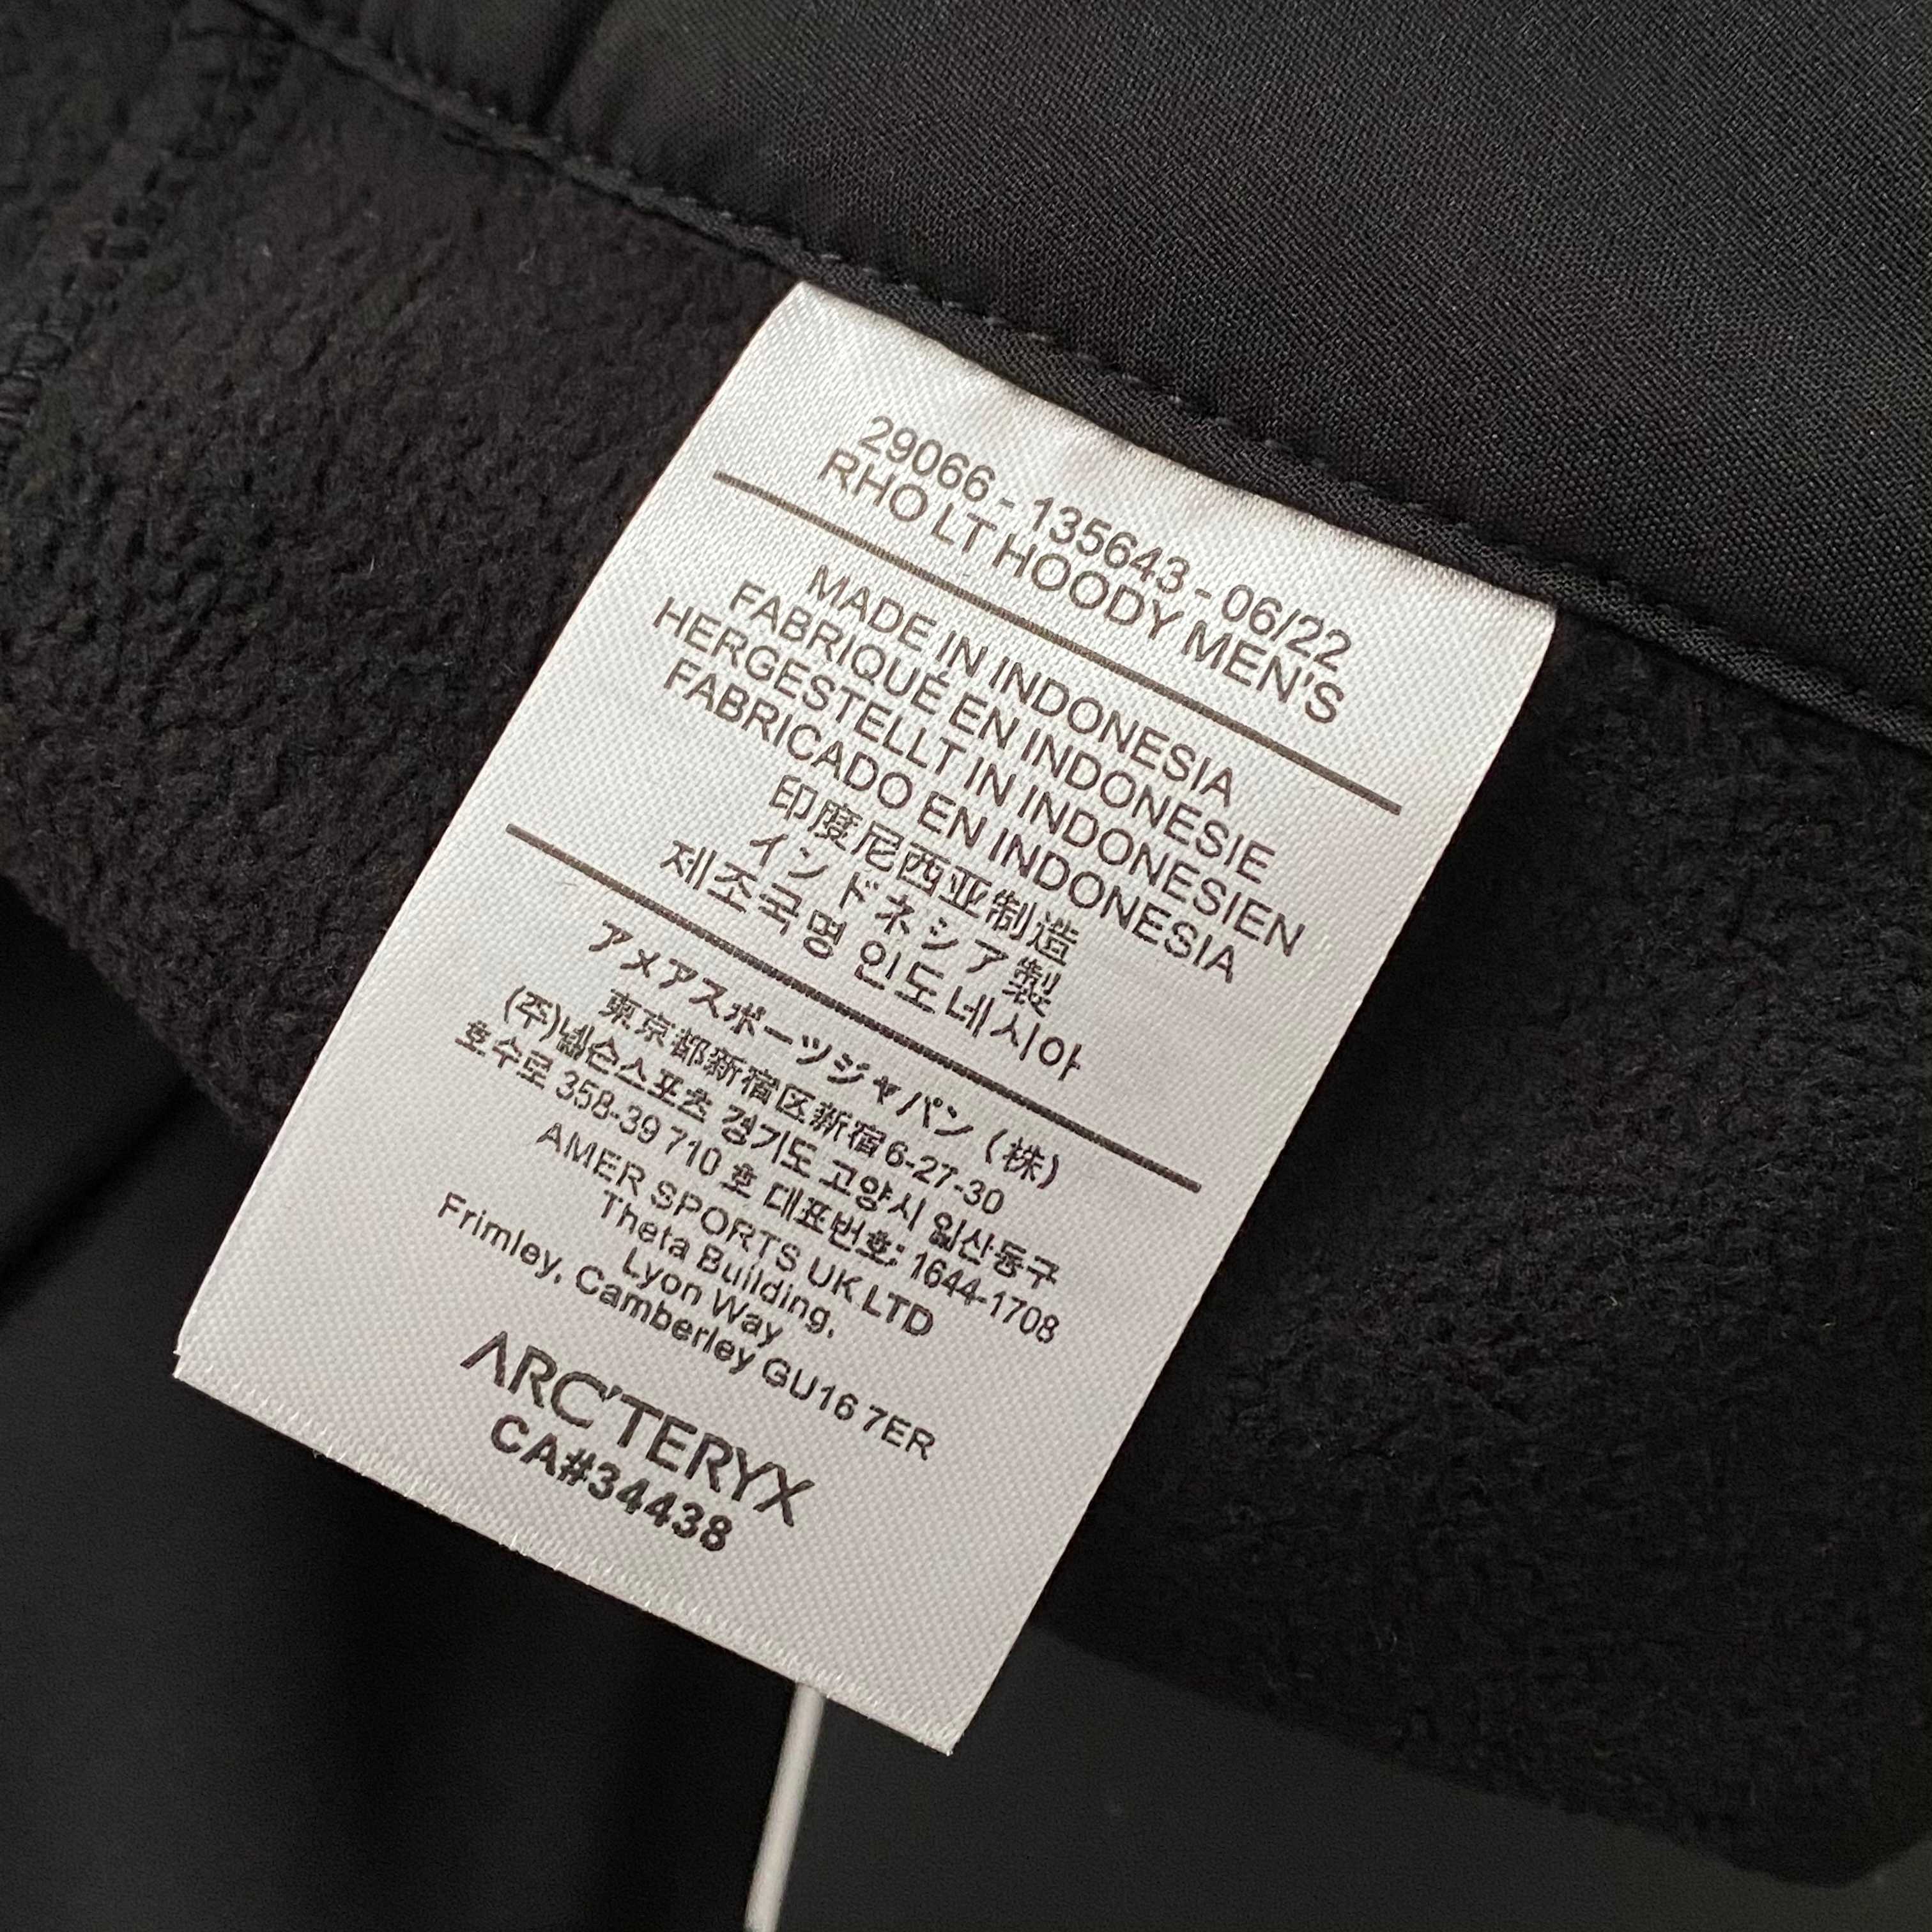 29066 - 135643 - 06/22
RHO LT HOODY MEN'S
MADE IN INDONESIA
FABRIQUÉ EN INDONESIE
HERGESTELLT IN INDONESIEN
FABRICADO EN INDONESIA
印度尼西亚制造
インドネシア製
제조국명 인도네시아
アメアスポーツジャパン (株)
東京都新宿区新宿6-27-30
(주)넬슨스포츠 경기도 고양시 일산동구
호수로 358-39 710 호 대표번호: 1644-1708
AMER SPORTS UK LTD
Theta Building,
Lyon Way
Frimley, Camberley GU16 7ER
ARC'TERYX
CA#34438